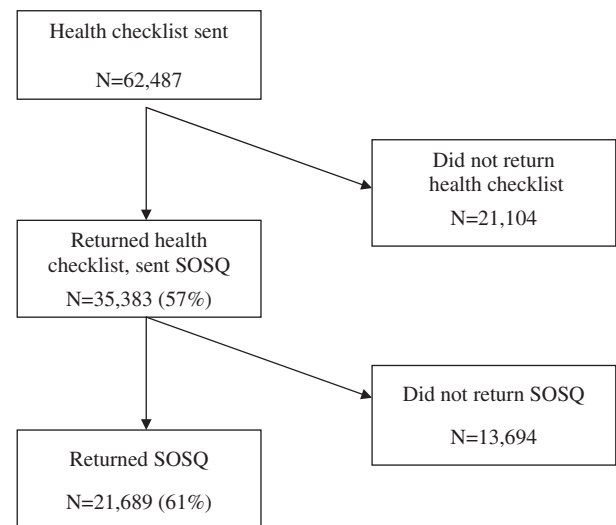 Health checklist sent
N=62,487
Did not return
health checklist
N=21,104
Returned health
checklist, sent SOSQ
N=35,383 (57%)
Did not return SOSQ
N=13,694
Returned SOSQ
N=21,689 (61%)